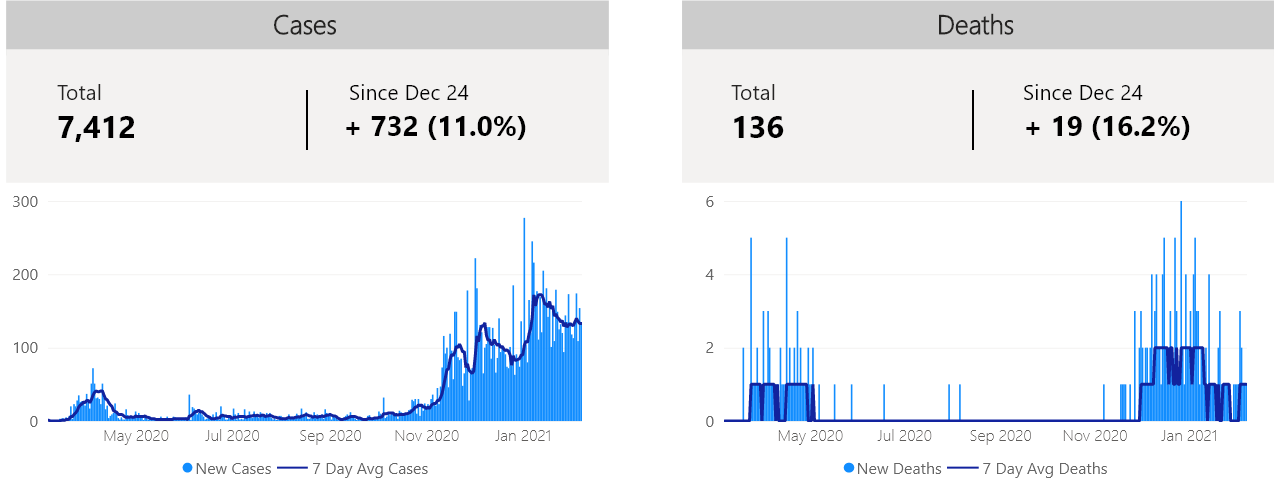 Cases
Total
7,412
Since Dec 24
+ 732 (11.0%)
300
200
100
0
May 2020 Jul 2020 Sep 2020 Nov 2020 Jan 2021
New Cases 7 Day Avg Cases
Deaths
Total
136
Since Dec 24
+ 19 (16.2%)
6
4
2
0
May 2020 Jul 2020 Sep 2020 Nov 2020 Jan 2021
New Deaths 7 Day Avg Deaths